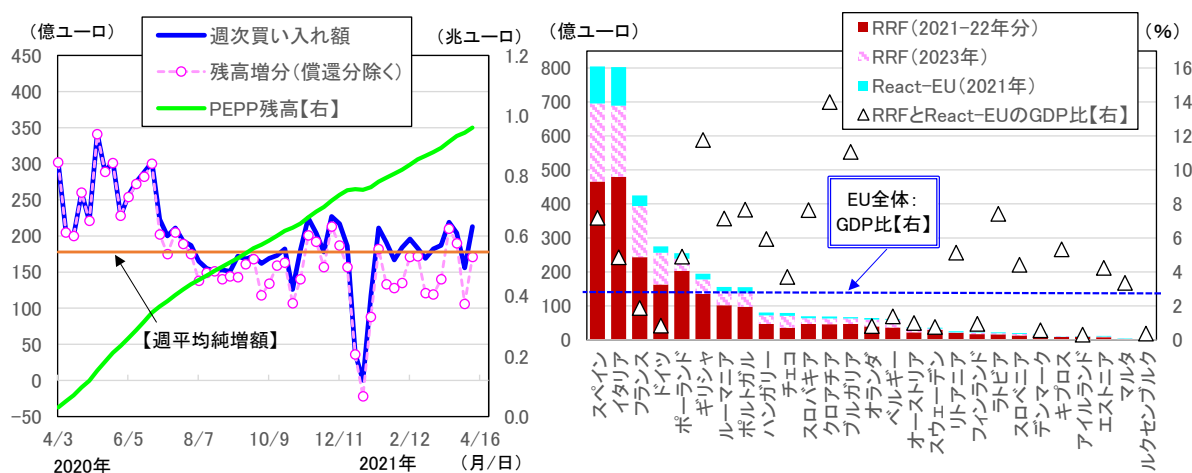 （億ユーロ）
（兆ユーロ）
週次買い入れ額
残高増分（償還分除く）
PEPP残高【右】
450
400
350
300
250
200
150
100
50
0
−50
1.2
1.0
0.8
0.6
0.4
0.2
0.0
【週平均純増額】
4/3
6/5
8/7
10/9
12/11
2/12
4/16
2020年
2021年
（月/日）
（億ユーロ）
（%）
RRF（2021-22年分）
RRF（2023年）
React-EU（2021年）
RRFとReact-EUのGDP比【右】
800
700
600
500
400
300
200
100
0
16
14
12
10
8
6
4
2
0
EU全体：
GDP比【右】
スペイン
イタリア
フランス
ドイツ
ポーランド
ギリシャ
ルーマニア
ポルトガル
ハンガリー
チェコ
スロバキア
クロアチア
ブルガリア
オランダ
ベルギー
オーストリア
スウェーデン
リトアニア
フィンランド
ラトビア
スロベニア
デンマーク
キプロス
アイルランド
エストニア
マルタ
ルクセンブルク